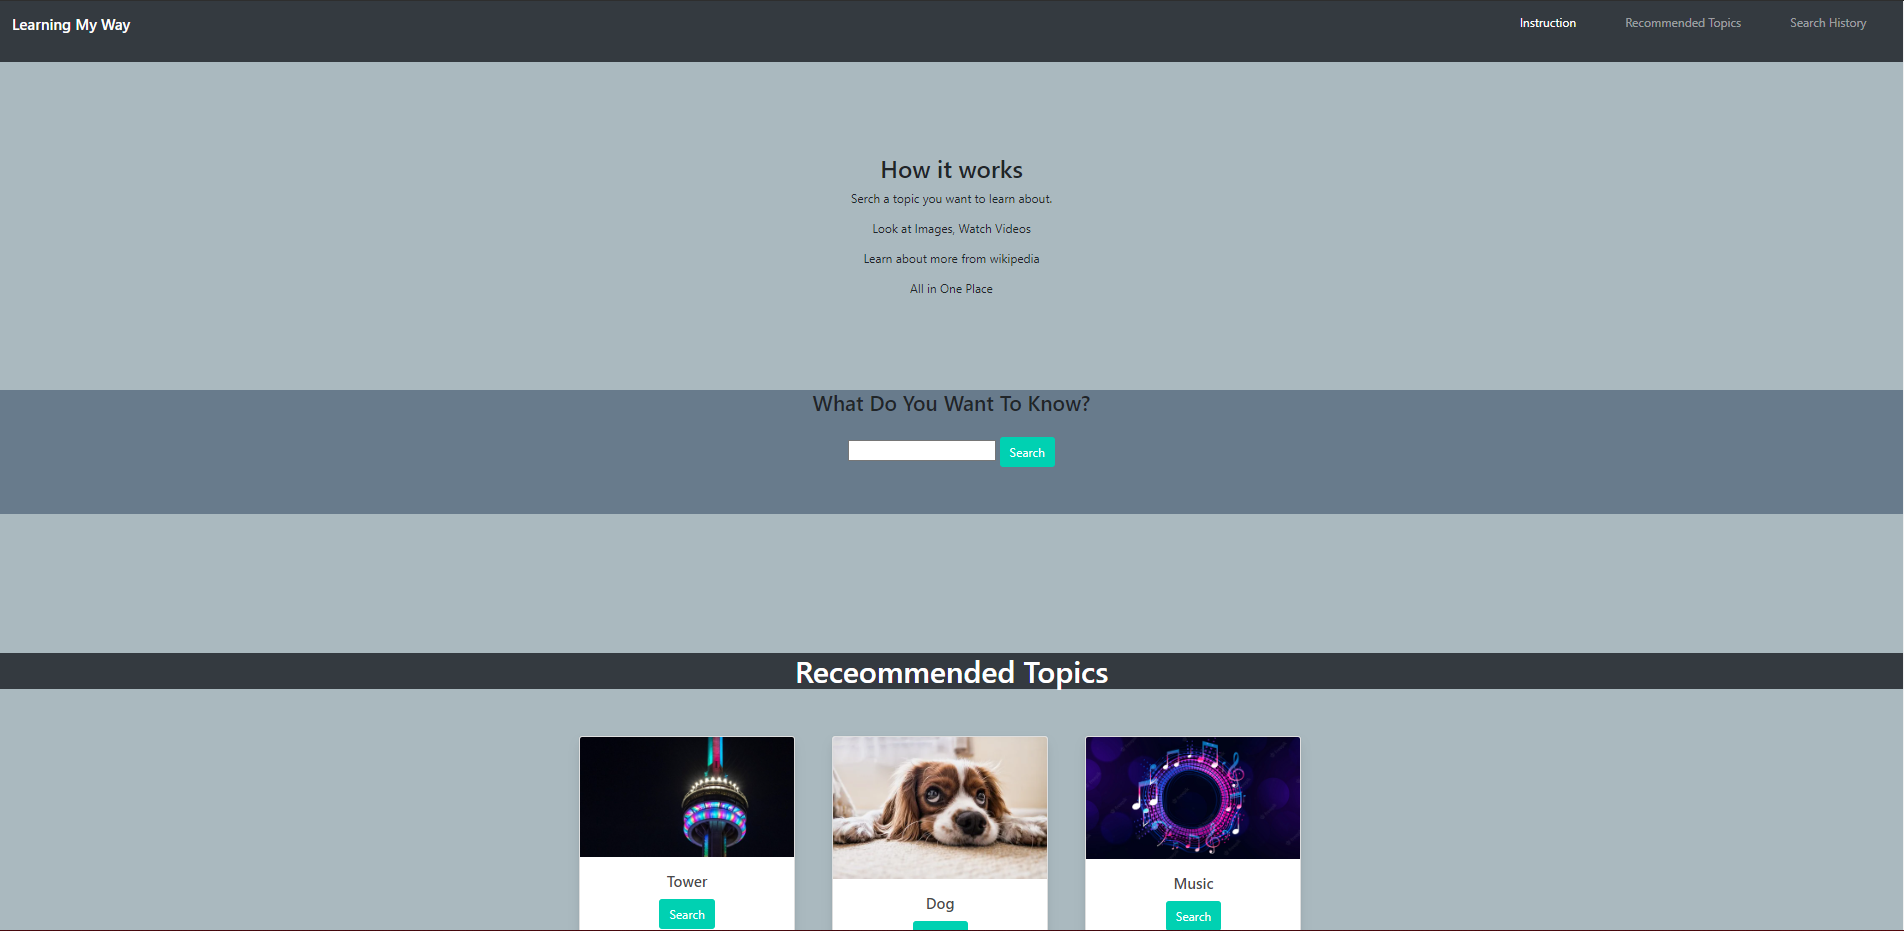 Learning My Way
Instruction
Recommended Topics
Search History
How it works
Serch a topic you want to learn about.
Look at Images, Watch Videos
Learn about more from wikipedia
All in One Place
What Do You Want To Know?
Search
Receommended Topics
Tower
Search
Dog
Music
Search